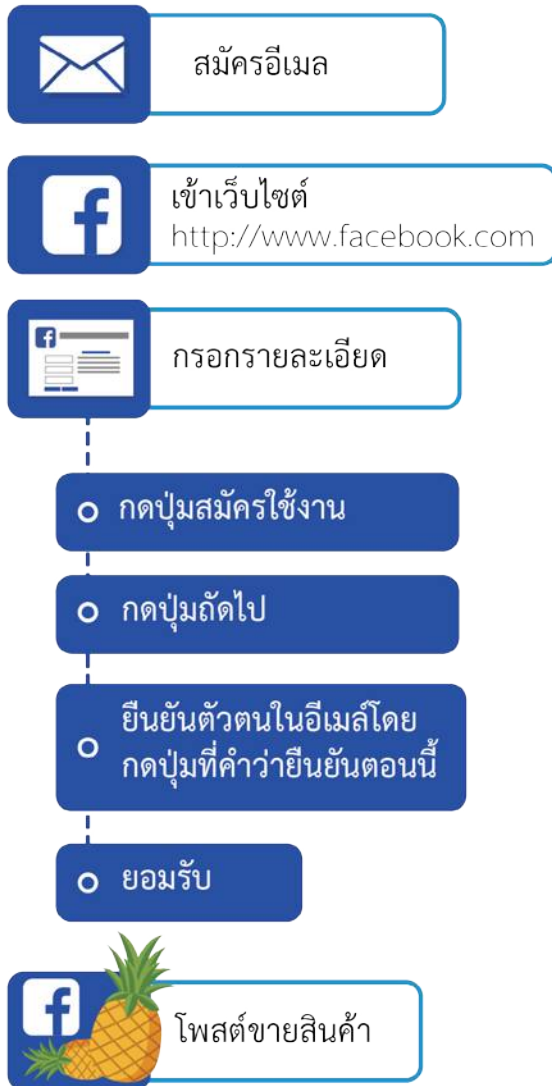 สมัครอีเมล
เข้าเว็บไซต์
http://www.facebook.com
กรอกรายละเอียด
กดปุ่มสมัครใช้งาน
กดปุ่มถัดไป
ยืนยันตัวตนในอีเมล์โดย
กดปุ่มที่คำว่ายืนยันตอนนี้
ยอมรับ
โพสต์ขายสินค้า